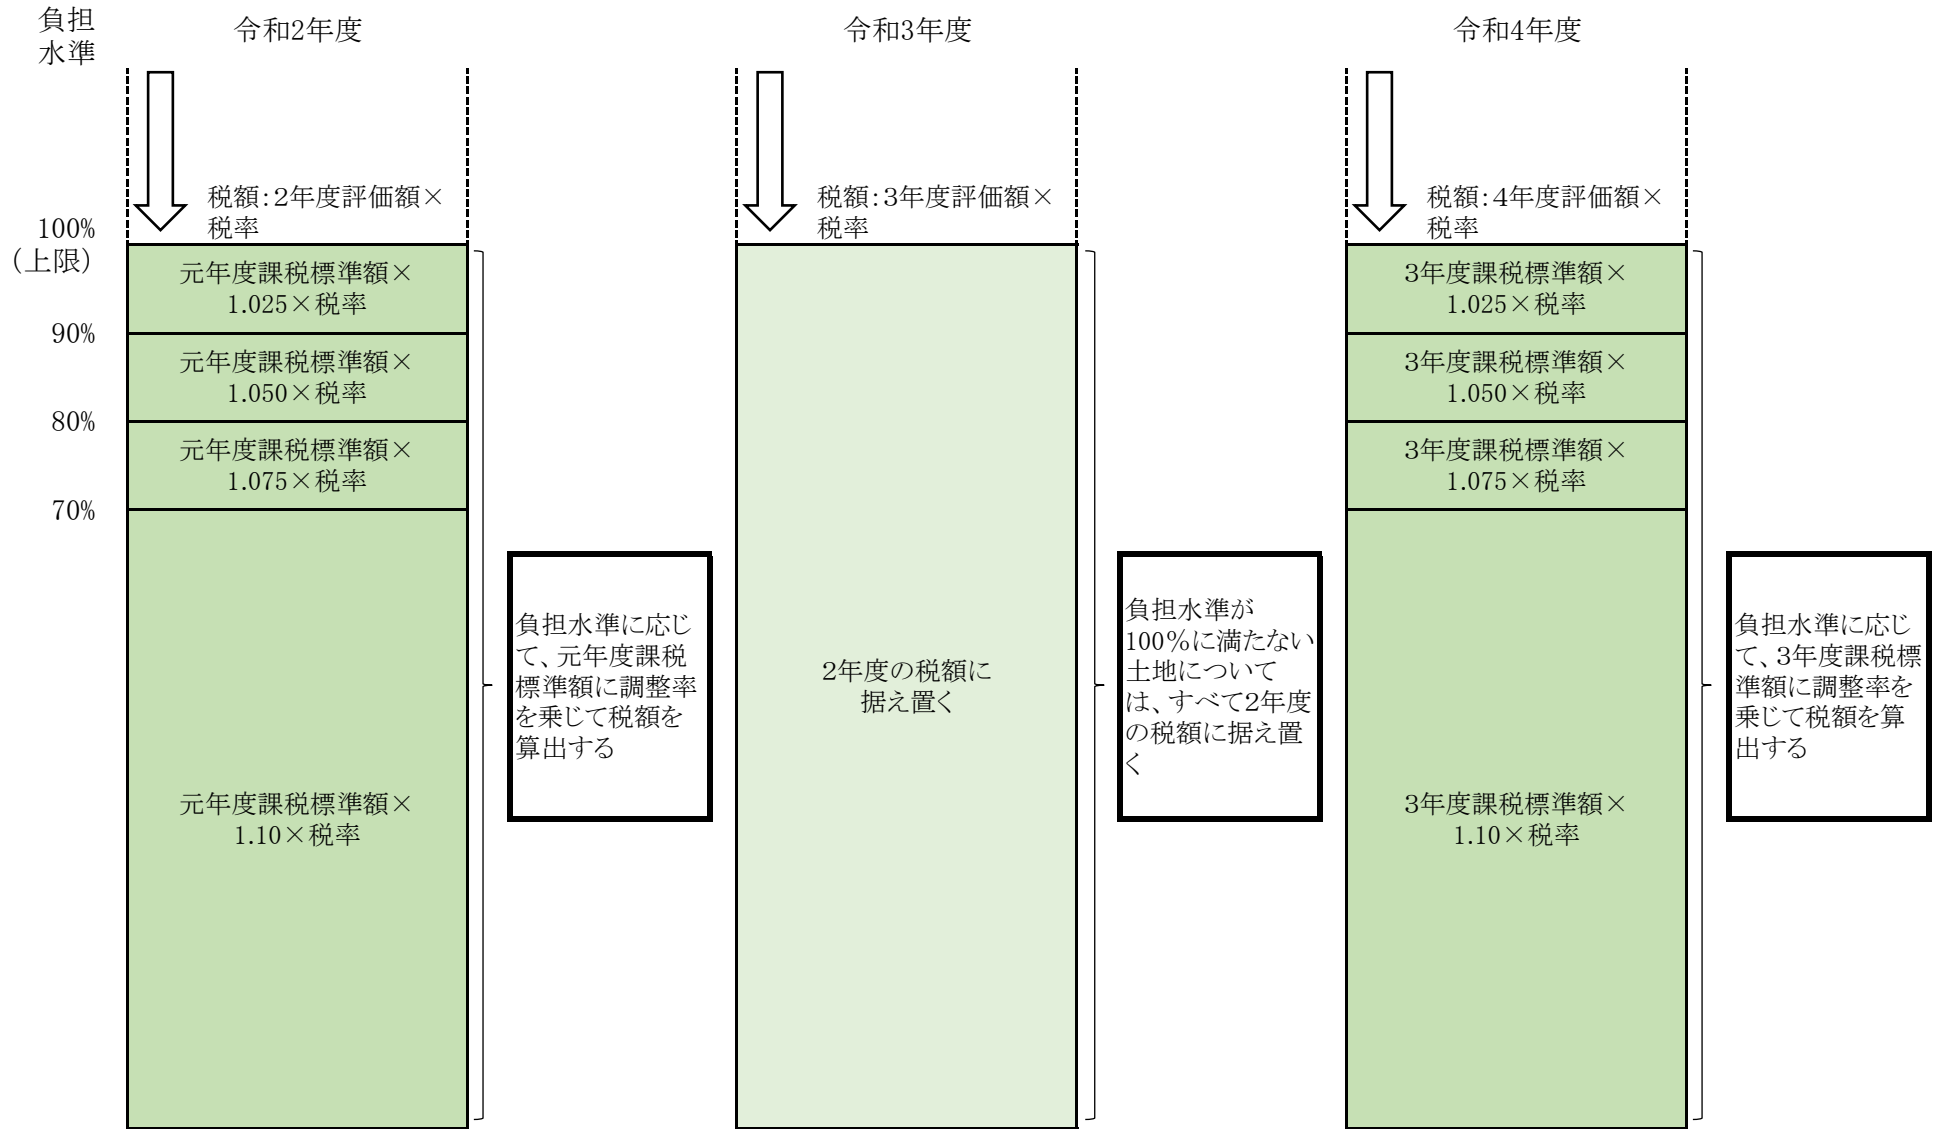 負担
水準
令和2年度
令和3年度
令和4年度
税額：2年度評価額×
税率
税額：3年度評価額×
税率
税額：4年度評価額×
税率
100%
（上限）
90%
80%
70%
元年度課税標準額×
1.025×税率
元年度課税標準額×
1.050×税率
元年度課税標準額×
1.075×税率
元年度課税標準額×
1.10×税率
負担水準に応じ
て、元年度課税
標準額に調整率
を乗じて税額を
算出する
2年度の税額に
据え置く
負担水準が
100％に満たない
土地について
は、すべて2年度
の税額に据え置
く
3年度課税標準額×
1.025×税率
3年度課税標準額×
1.050×税率
3年度課税標準額×
1.075×税率
3年度課税標準額×
1.10×税率
負担水準に応じ
て、3年度課税標
準額に調整率を
乗じて税額を算
出する